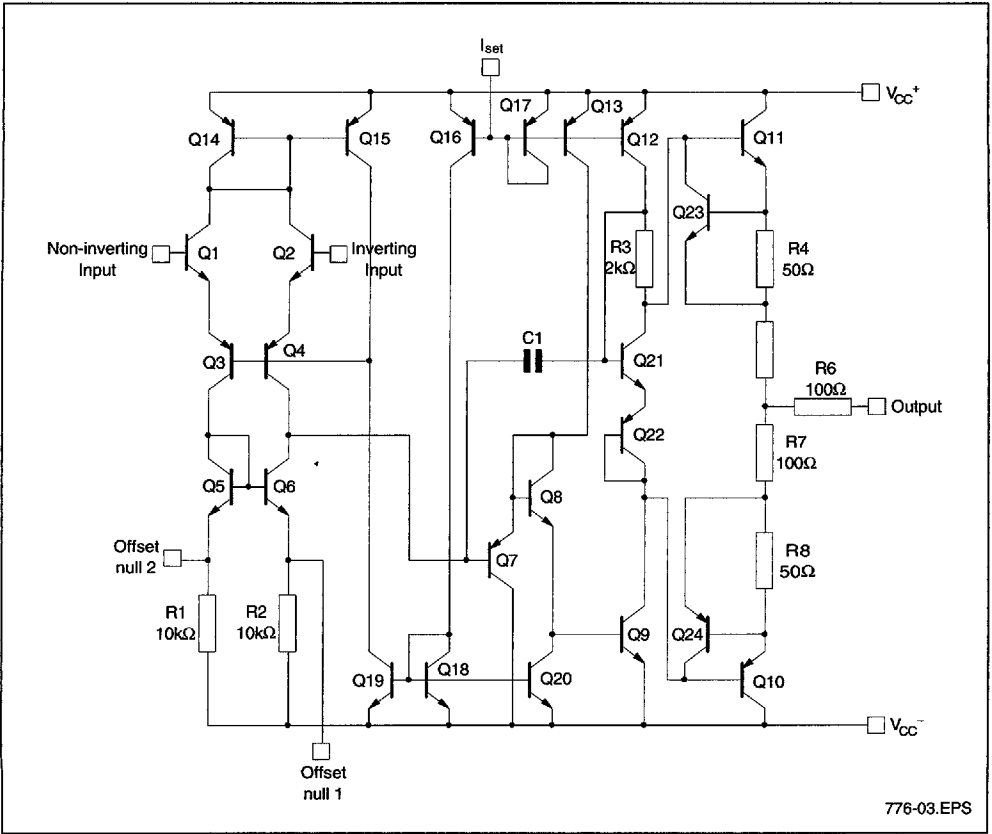 Iset
VCC+
Q17
Q13
Q14
Q15
Q16
Q12
Q11
Q23
Non-inverting
Input
Q1
Q2
Inverting
Input
R3
2kΩ
R4
50Ω
C1
Q3
Q4
Q21
R6
100Ω
Output
Q22
R7
100Ω
Q5
Q6
Q8
Offset
null 2
Q7
R8
50Ω
R1
10kΩ
R2
10kΩ
Q9
Q24
Q19
Q18
Q20
Q10
VCC-
Offset
null 1
776-03.EPS